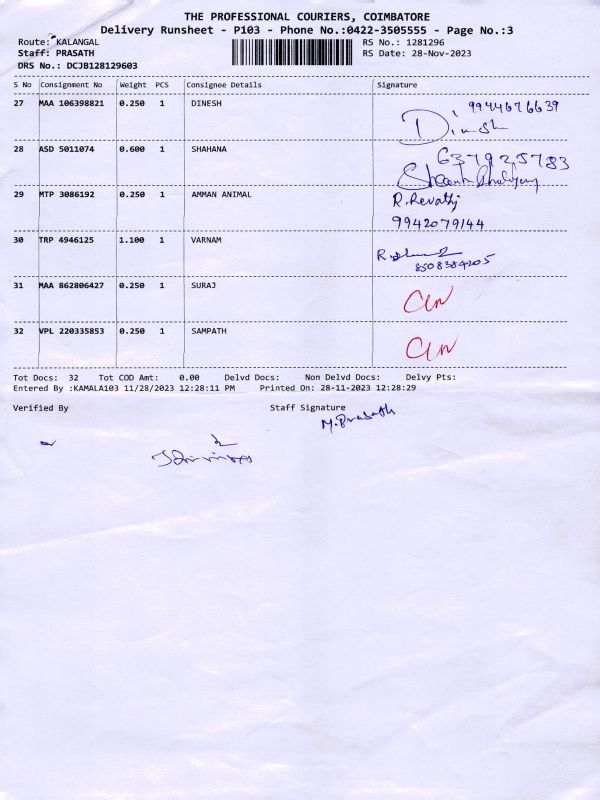 THE PROFESSIONAL COURIERS, COIMBATORE
Delivery Runsheet - P103 - Phone No.:0422-3505555 - Page No.:3
Route: KALANGAL RS No.: 1281296
Staff: PRASATH RS Date: 28-Nov-2023
DRS No.: DCJB128129603
S No Consignment No Weight PCS Consignee Details Signature
27 MAA 106398821 0.250 1 DINESH 9944676639
Dinesh
28 ASD 5011074 0.600 1 SHAHANA 6379325783
29 MTP 3086192 0.250 1 AMMAN ANIMAL R.Revathi
9942079144
30 TRP 4946125 1.100 1 VARNAM
8508384205
31 MAA 862806427 0.250 1 SURAJ
32 VPL 220335853 0.250 1 SAMPATH
Tot Docs: 32 Tot COD Amt: 0.00 Delvd Docs: Non Delvd Docs: Delvy Pts:
Entered By :KAMALA103 11/28/2023 12:28:11 PM Printed On: 28-11-2023 12:28:29
Verified By Staff Signature
M.Prasath